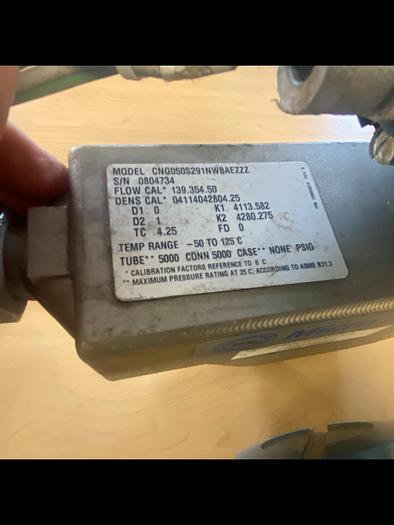 MODEL CNG050S291NWBAEZZZ
S/N 0804734
FLOW CAL* 139.354.50
DENS CAL* 04114042804.25
D1 0 K1 4113.582
D2 1 K2 4280.275
TC 4.25 FD 0
TEMP RANGE -50 TO 125 C
TUBE** 5000 CONN 5000 CASE** NONE PSIG
* CALIBRATION FACTORS REFERENCE TO 0 C
** MAXIMUM PRESSURE RATING AT 25 C, ACCORDING TO ASME B31.3